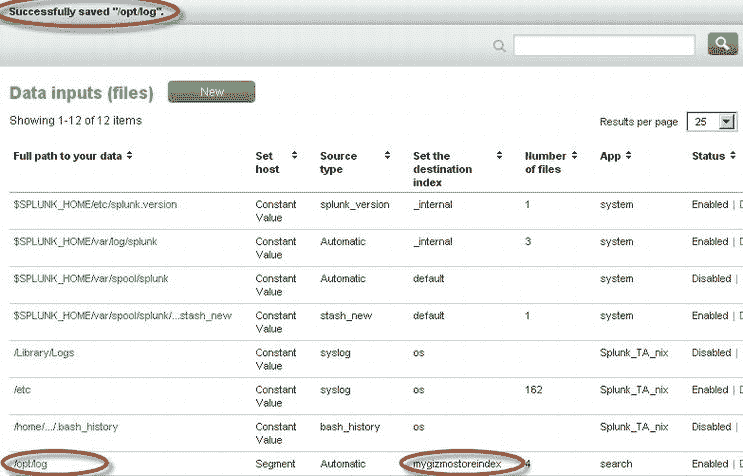 Successfully saved "/opt/log".
Data inputs (files)
New
Showing 1-12 of 12 items
Results per page
25
Full path to your data Set host Source type Set the destination index Number of files App Status
$SPLUNK_HOME/etc/splunk.version Constant Value splunk_version _internal 1 system Enabled |
$SPLUNK_HOME/var/log/splunk Constant Value Automatic _internal 3 system Enabled |
$SPLUNK_HOME/var/spool/splunk Constant Value Automatic default system Disabled |
$SPLUNK_HOME/var/spool/splunk/...stash_new Constant Value stash_new default 1 system Enabled |
/Library/Logs Constant Value syslog os Splunk_TA_nix Disabled |
/etc Constant Value syslog os 162 Splunk_TA_nix Enabled |
/home/.../.bash_history Constant Value bash_history os Splunk_TA_nix Disabled |
/opt/log Segment Automatic mygizmostoreindex 4 search Enabled |